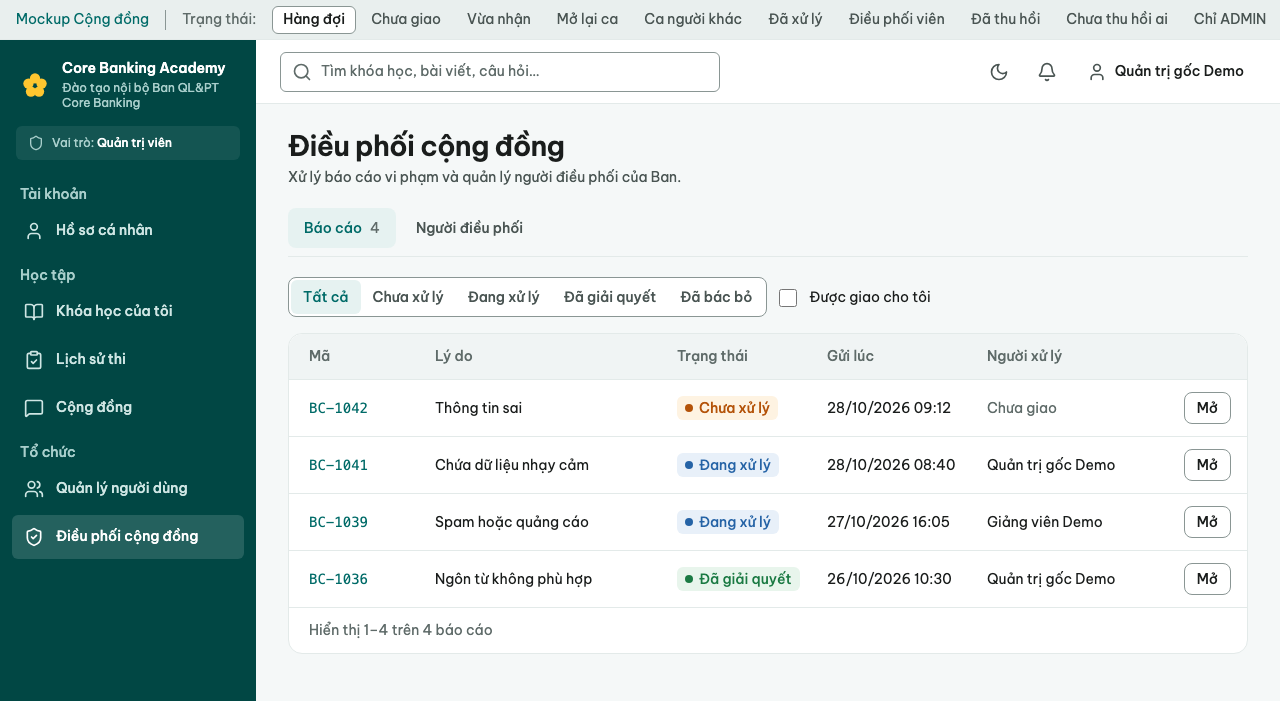 Mockup Cộng đồng Trạng thái: Hàng đợi Chưa giao Vừa nhận Mở lại ca Ca người khác Đã xử lý Điều phối viên Đã thu hồi Chưa thu hồi ai Chỉ ADMIN
Core Banking Academy
Đào tạo nội bộ Ban QL&PT
Core Banking
Vai trò: Quản trị viên
Tài khoản
Hồ sơ cá nhân
Học tập
Khóa học của tôi
Lịch sử thi
Cộng đồng
Tổ chức
Quản lý người dùng
Điều phối cộng đồng
Tìm khóa học, bài viết, câu hỏi...
Quản trị gốc Demo
Điều phối cộng đồng
Xử lý báo cáo vi phạm và quản lý người điều phối của Ban.
Báo cáo 4 Người điều phối
Tất cả Chưa xử lý Đang xử lý Đã giải quyết Đã bác bỏ Được giao cho tôi
Mã Lý do Trạng thái Gửi lúc Người xử lý
BC–1042 Thông tin sai Chưa xử lý 28/10/2026 09:12 Chưa giao Mở
BC–1041 Chứa dữ liệu nhạy cảm Đang xử lý 28/10/2026 08:40 Quản trị gốc Demo Mở
BC–1039 Spam hoặc quảng cáo Đang xử lý 27/10/2026 16:05 Giảng viên Demo Mở
BC–1036 Ngôn từ không phù hợp Đã giải quyết 26/10/2026 10:30 Quản trị gốc Demo Mở
Hiển thị 1–4 trên 4 báo cáo